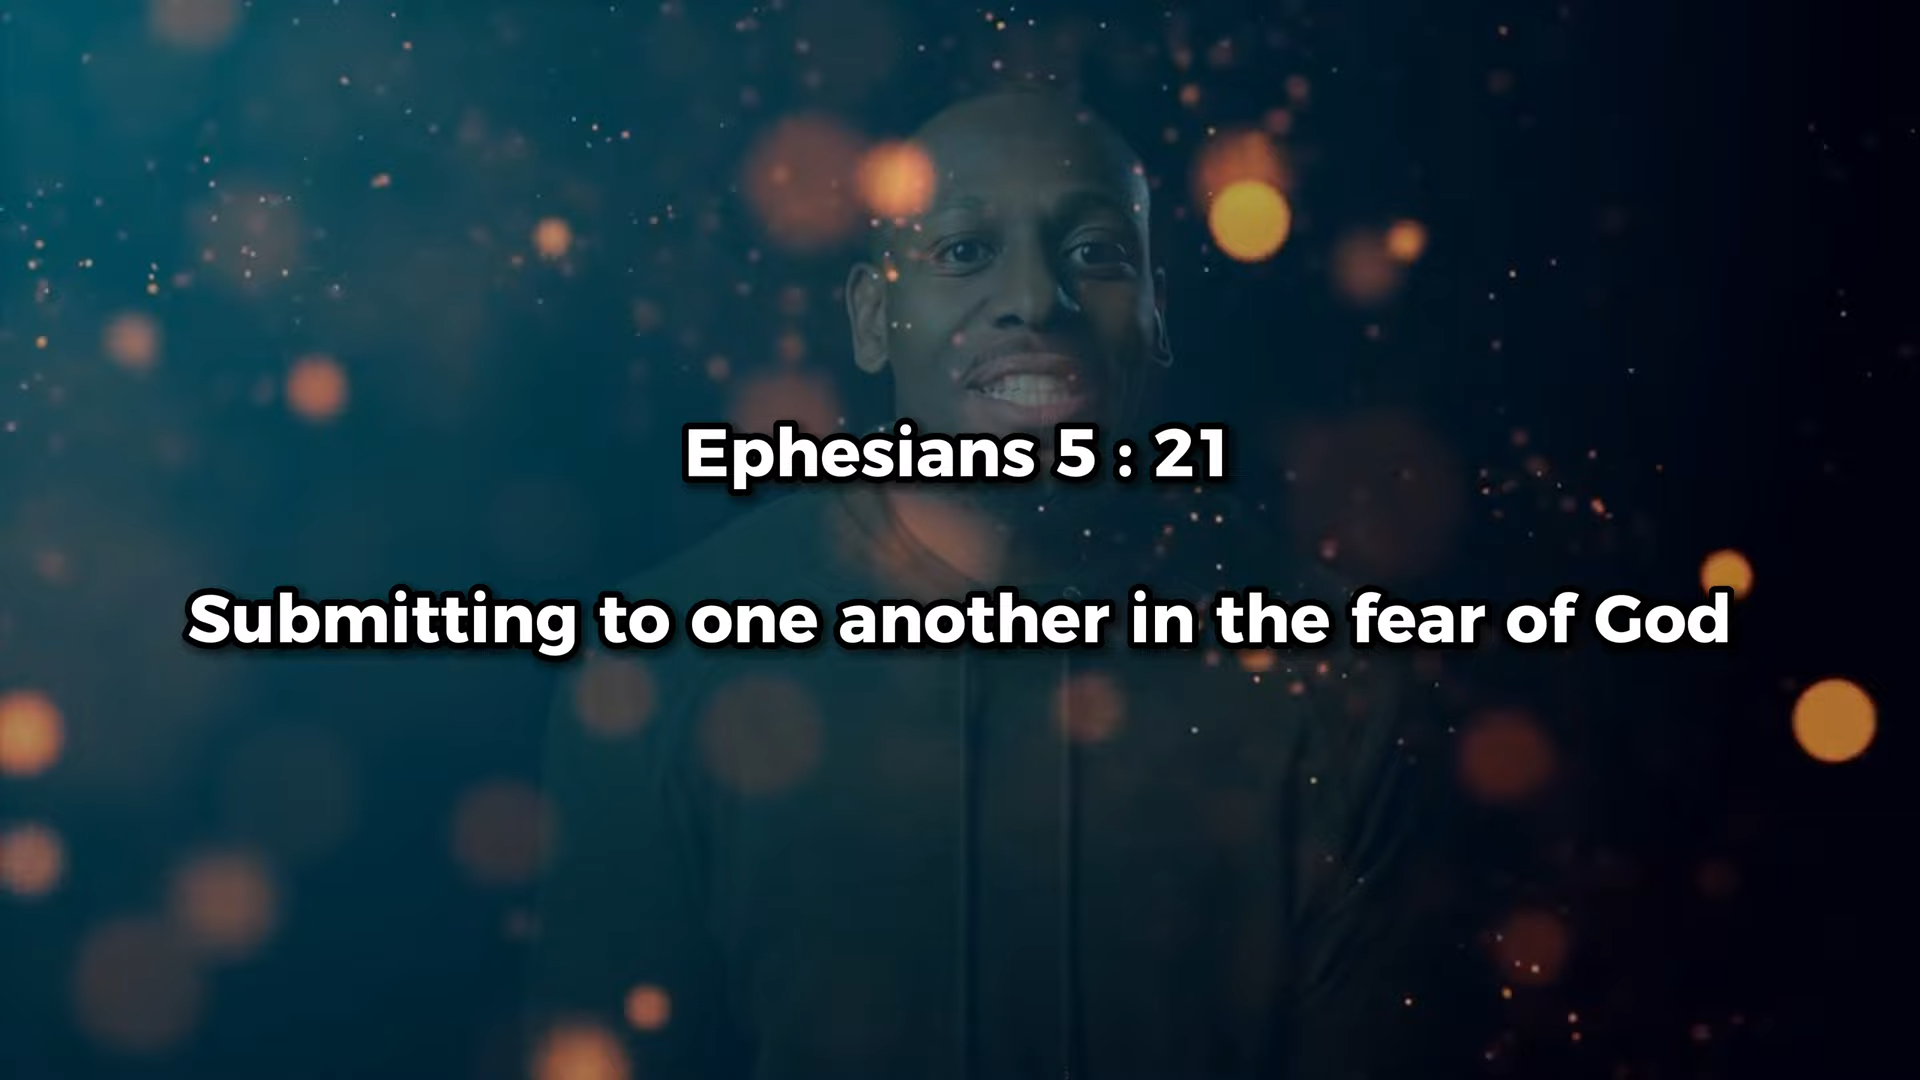 Ephesians 5 : 21
Submitting to one another in the fear of God